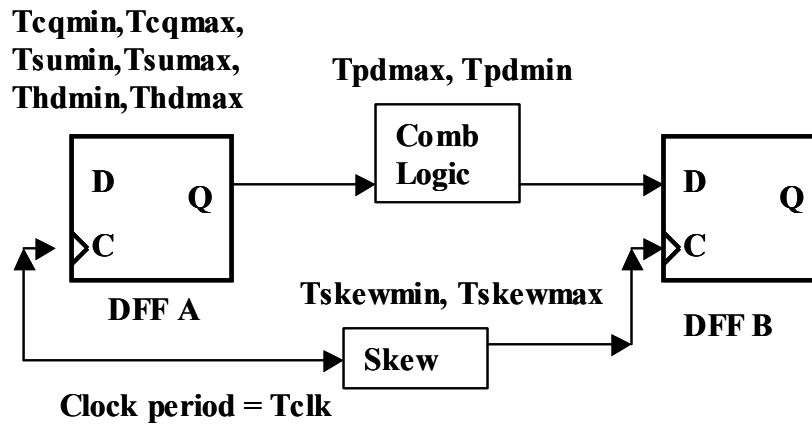 Tcqmin,Tcqmax,
Tsumin,Tsumax,
Thdmin,Thdmax
Tpdmax, Tpdmin
Comb
Logic
D
Q
C
DFF A
D
Q
C
DFF B
Tskewmin, Tskewmax
Skew
Clock period = Tclk